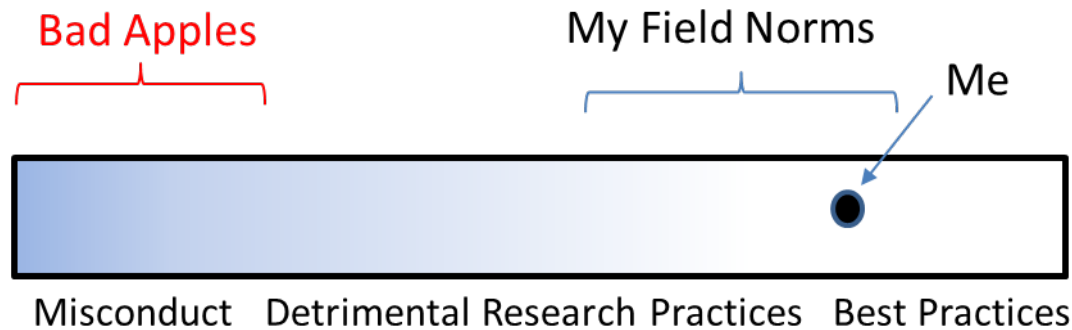 Bad Apples
My Field Norms
Me
Misconduct
Detrimental Research Practices
Best Practices